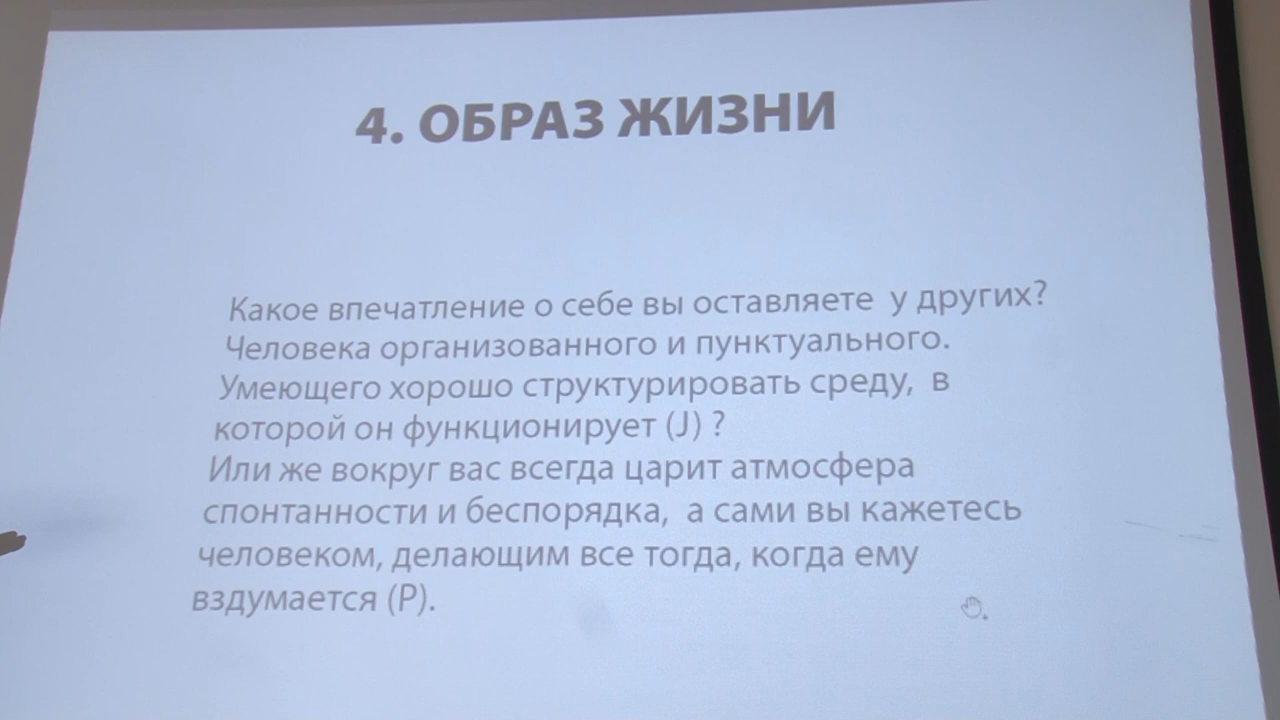 4. ОБРАЗ ЖИЗНИ
Какое впечатление о себе вы оставляете у других?
Человека организованного и пунктуального.
Умеющего хорошо структурировать среду, в
которой он функционирует (J) ?
Или же вокруг вас всегда царит атмосфера
спонтанности и беспорядка, а сами вы кажетесь
человеком, делающим все тогда, когда ему
вздумается (P).